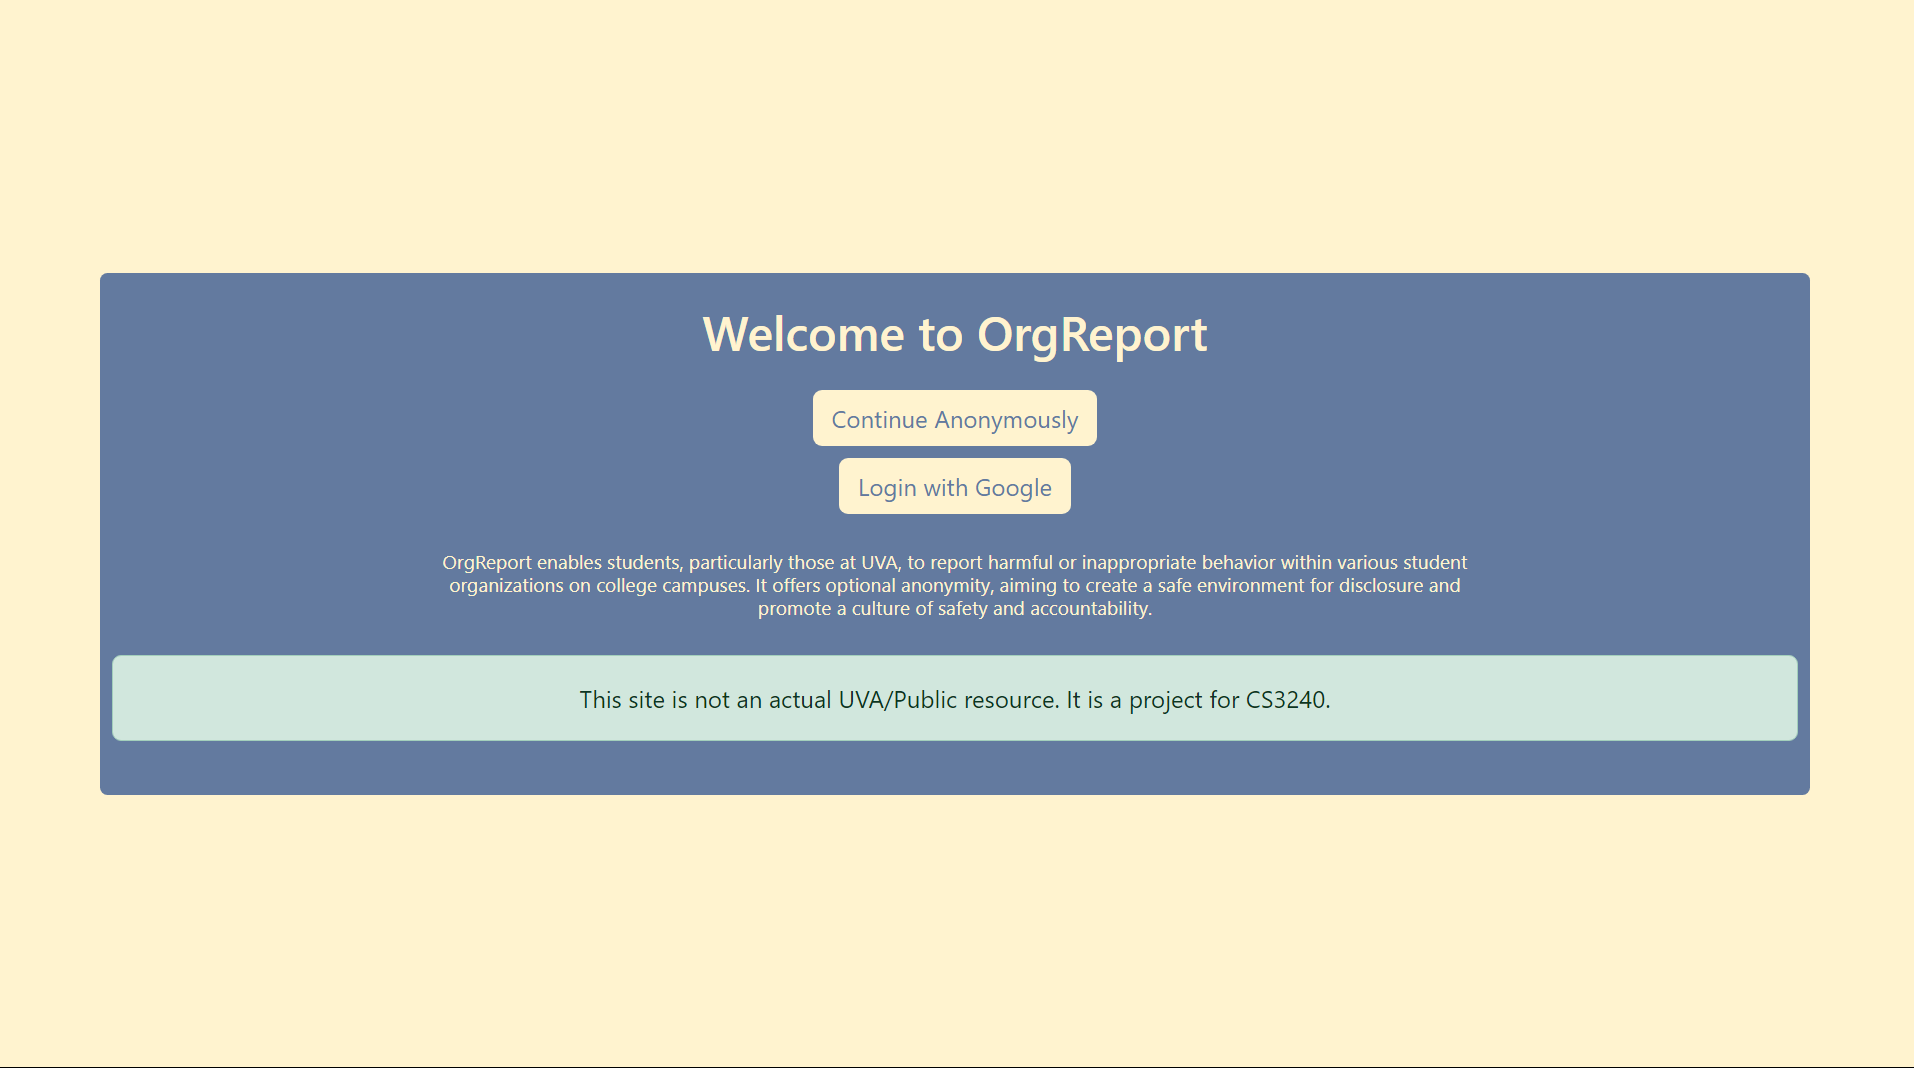 Welcome to OrgReport
Continue Anonymously
Login with Google
OrgReport enables students, particularly those at UVA, to report harmful or inappropriate behavior within various student
organizations on college campuses. It offers optional anonymity, aiming to create a safe environment for disclosure and
promote a culture of safety and accountability.
This site is not an actual UVA/Public resource. It is a project for CS3240.